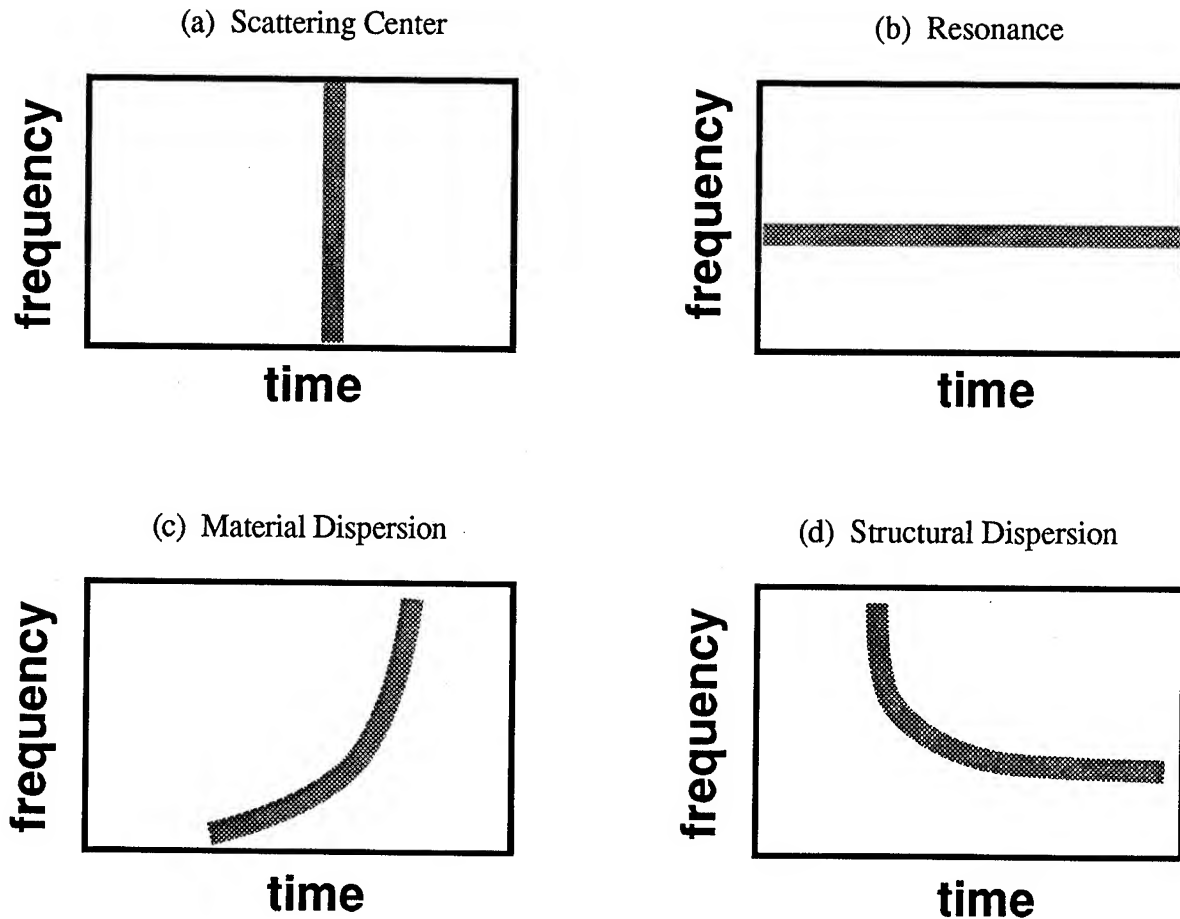 (a) Scattering Center
frequency
time
(b) Resonance
frequency
time
(c) Material Dispersion
frequency
time
(d) Structural Dispersion
frequency
time